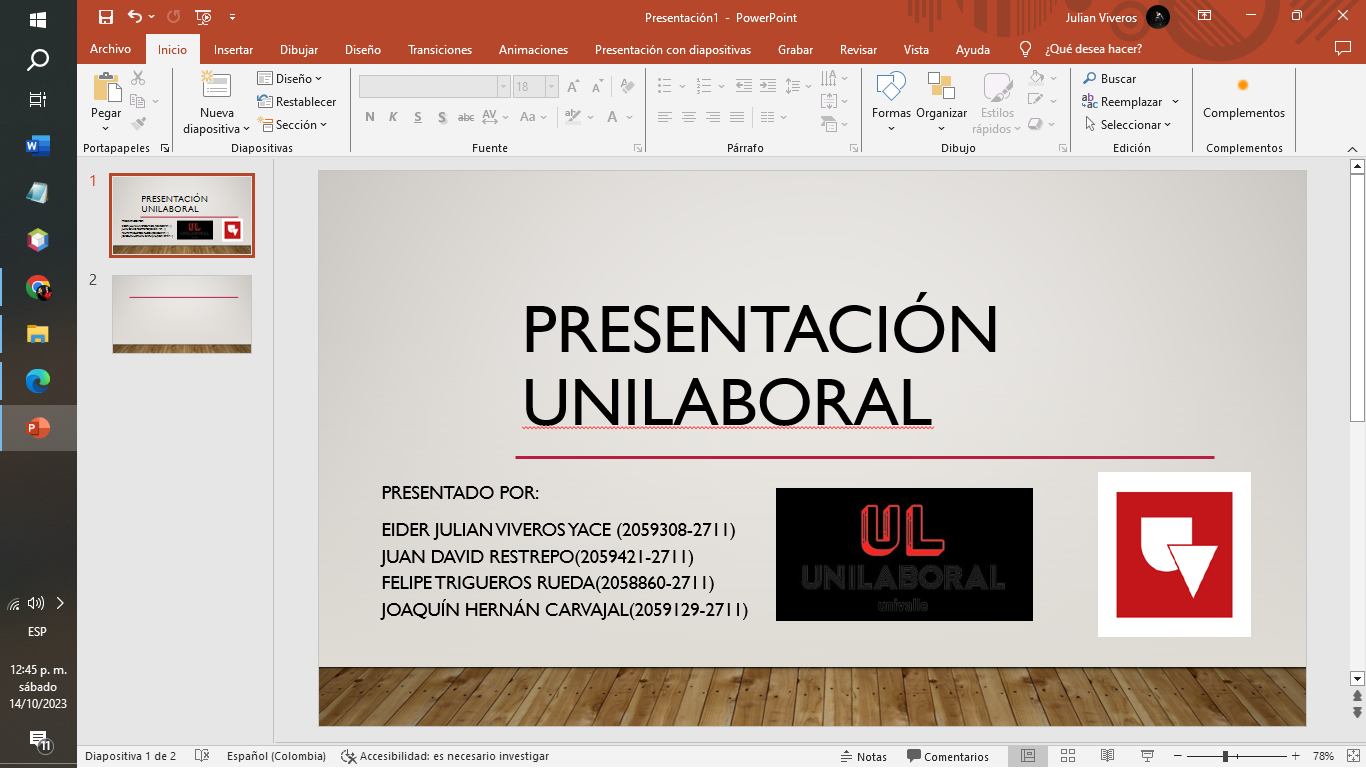 Presentación1 - PowerPoint
Julian Viveros
Archivo
Inicio
Insertar
Dibujar
Diseño
Transiciones
Animaciones
Presentación con diapositivas
Grabar
Revisar
Vista
Ayuda
¿Qué desea hacer?
Pegar
Portapapeles
Nueva
diapositiva
Diseño
Restablecer
Sección
Diapositivas
18
N K S S abc AV Aa A
Fuente
Párrafo
Formas
Organizar
Estilos
rápidos
Dibujo
Buscar
Reemplazar
Seleccionar
Edición
Complementos
Complementos
1
PRESENTACIÓN
UNILABORAL
2
PRESENTACIÓN
UNILABORAL
PRESENTADO POR:
EIDER JULIAN VIVEROS YACE (2059308-2711)
JUAN DAVID RESTREPO(2059421-2711)
FELIPE TRIGUEROS RUEDA(2058860-2711)
JOAQUÍN HERNÁN CARVAJAL(2059129-2711)
UL
UNILABORAL
univalle
ESP
12:45 p. m.
sábado
14/10/2023
11
Diapositiva 1 de 2
Español (Colombia)
Accesibilidad: es necesario investigar
Notas
Comentarios
78%